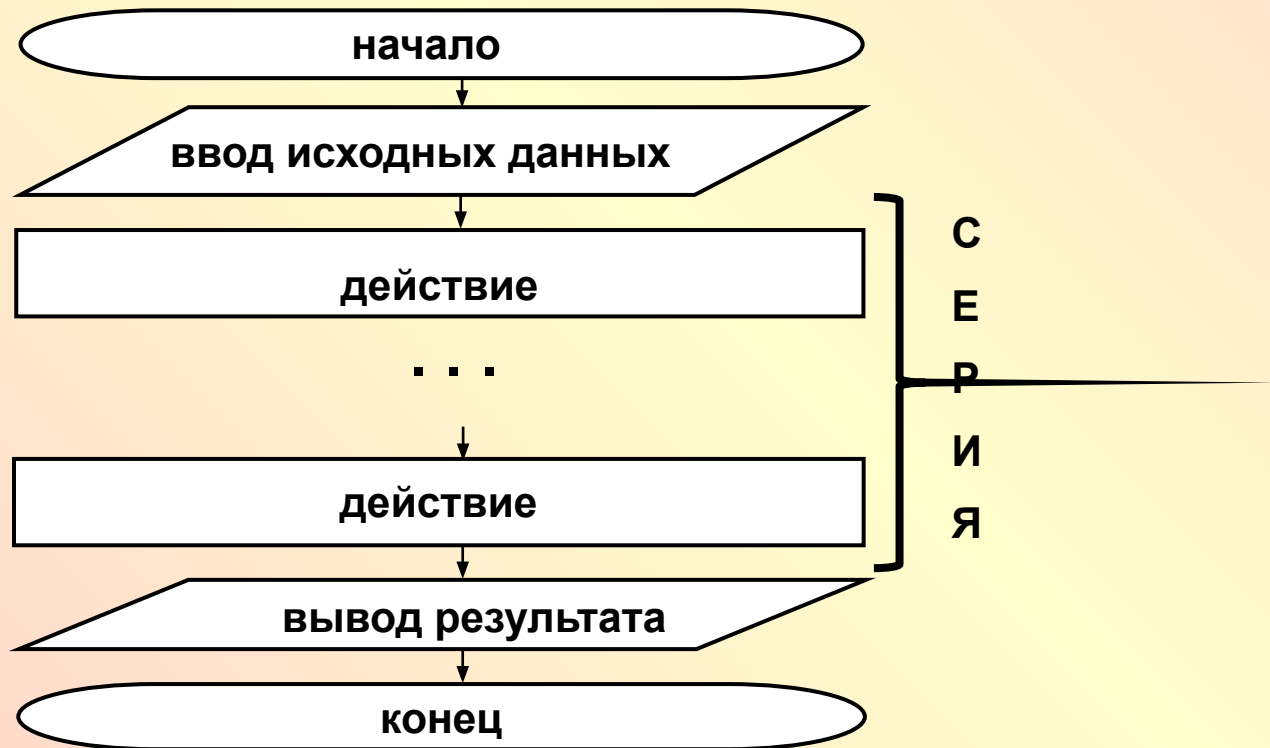 начало
ввод исходных данных
действие
. . .
действие
вывод результата
конец
С
Е
Р
И
Я